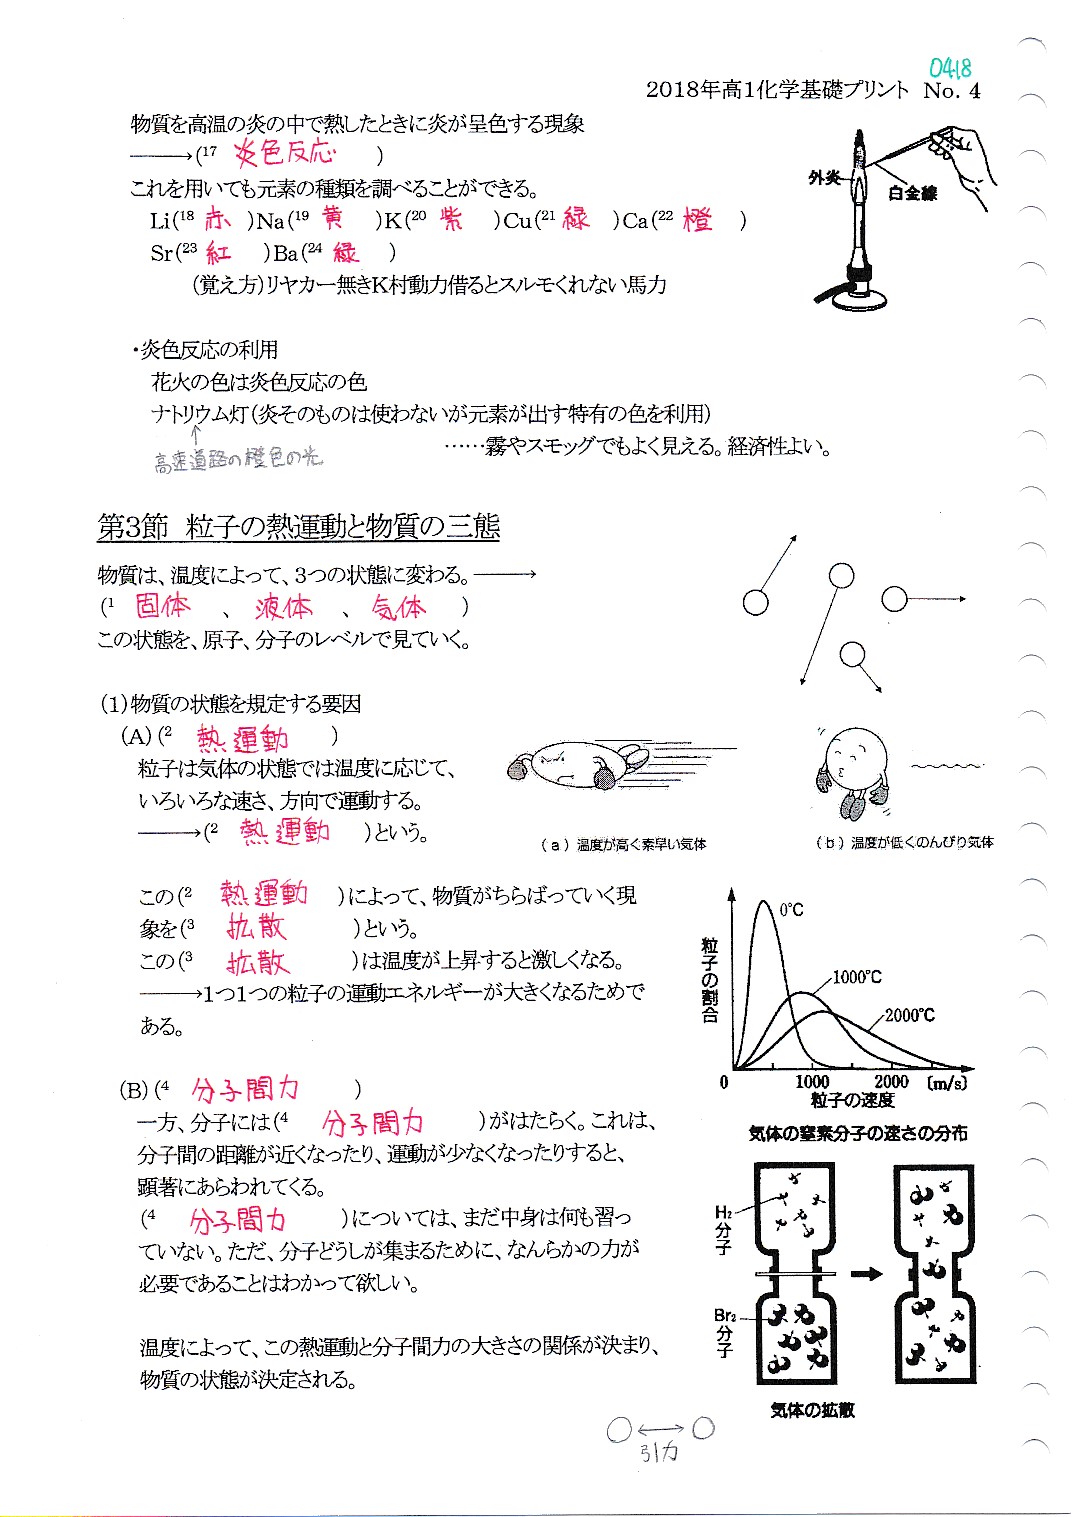 0418
2018年高1化学基礎プリント No. 4
物質を高温の炎の中で熱したときに炎が呈色する現象
───→(17 炎色反応 )
これを用いても元素の種類を調べることができる。
Li(18 赤 )Na(19 黄 )K(20 紫 )Cu(21 緑 )Ca(22 橙 )
Sr(23 紅 )Ba(24 緑 )
(覚え方)リヤカー無きK村動力借るとスルモくれない馬力
外炎
白金線
・炎色反応の利用
花火の色は炎色反応の色
ナトリウム灯(炎そのものは使わないが元素が出す特有の色を利用)
……霧やスモッグでもよく見える。経済性よい。
↑
高速道路の橙色の光
第3節 粒子の熱運動と物質の三態
物質は、温度によって、3つの状態に変わる。───→
(1 固体 、 液体 、 気体 )
この状態を、原子、分子のレベルで見ていく。
(1)物質の状態を規定する要因
(A)(2 熱運動 )
粒子は気体の状態では温度に応じて、
いろいろな速さ、方向で運動する。
───→(2 熱運動 )という。
(a)温度が高く素早い気体
(b)温度が低くのんびり気体
この(2 熱運動 )によって、物質がちらばっていく現
象を(3 拡散 )という。
この(3 拡散 )は温度が上昇すると激しくなる。
───→1つ1つの粒子の運動エネルギーが大きくなるためで
ある。
粒子の割合
0℃
1000℃
2000℃
0 1000 2000 (m/s)
粒子の速度
気体の窒素分子の速さの分布
(B)(4 分子間力 )
一方、分子には(4 分子間力 )がはたらく。これは、
分子間の距離が近くなったり、運動が少なくなったりすると、
顕著にあらわれてくる。
(4 分子間力 )については、まだ中身は何も習っ
ていない。ただ、分子どうしが集まるために、なんらかの力が
必要であることはわかって欲しい。
温度によって、この熱運動と分子間力の大きさの関係が決まり、
物質の状態が決定される。
H₂分子
Br₂分子
気体の拡散
○←→○
引力